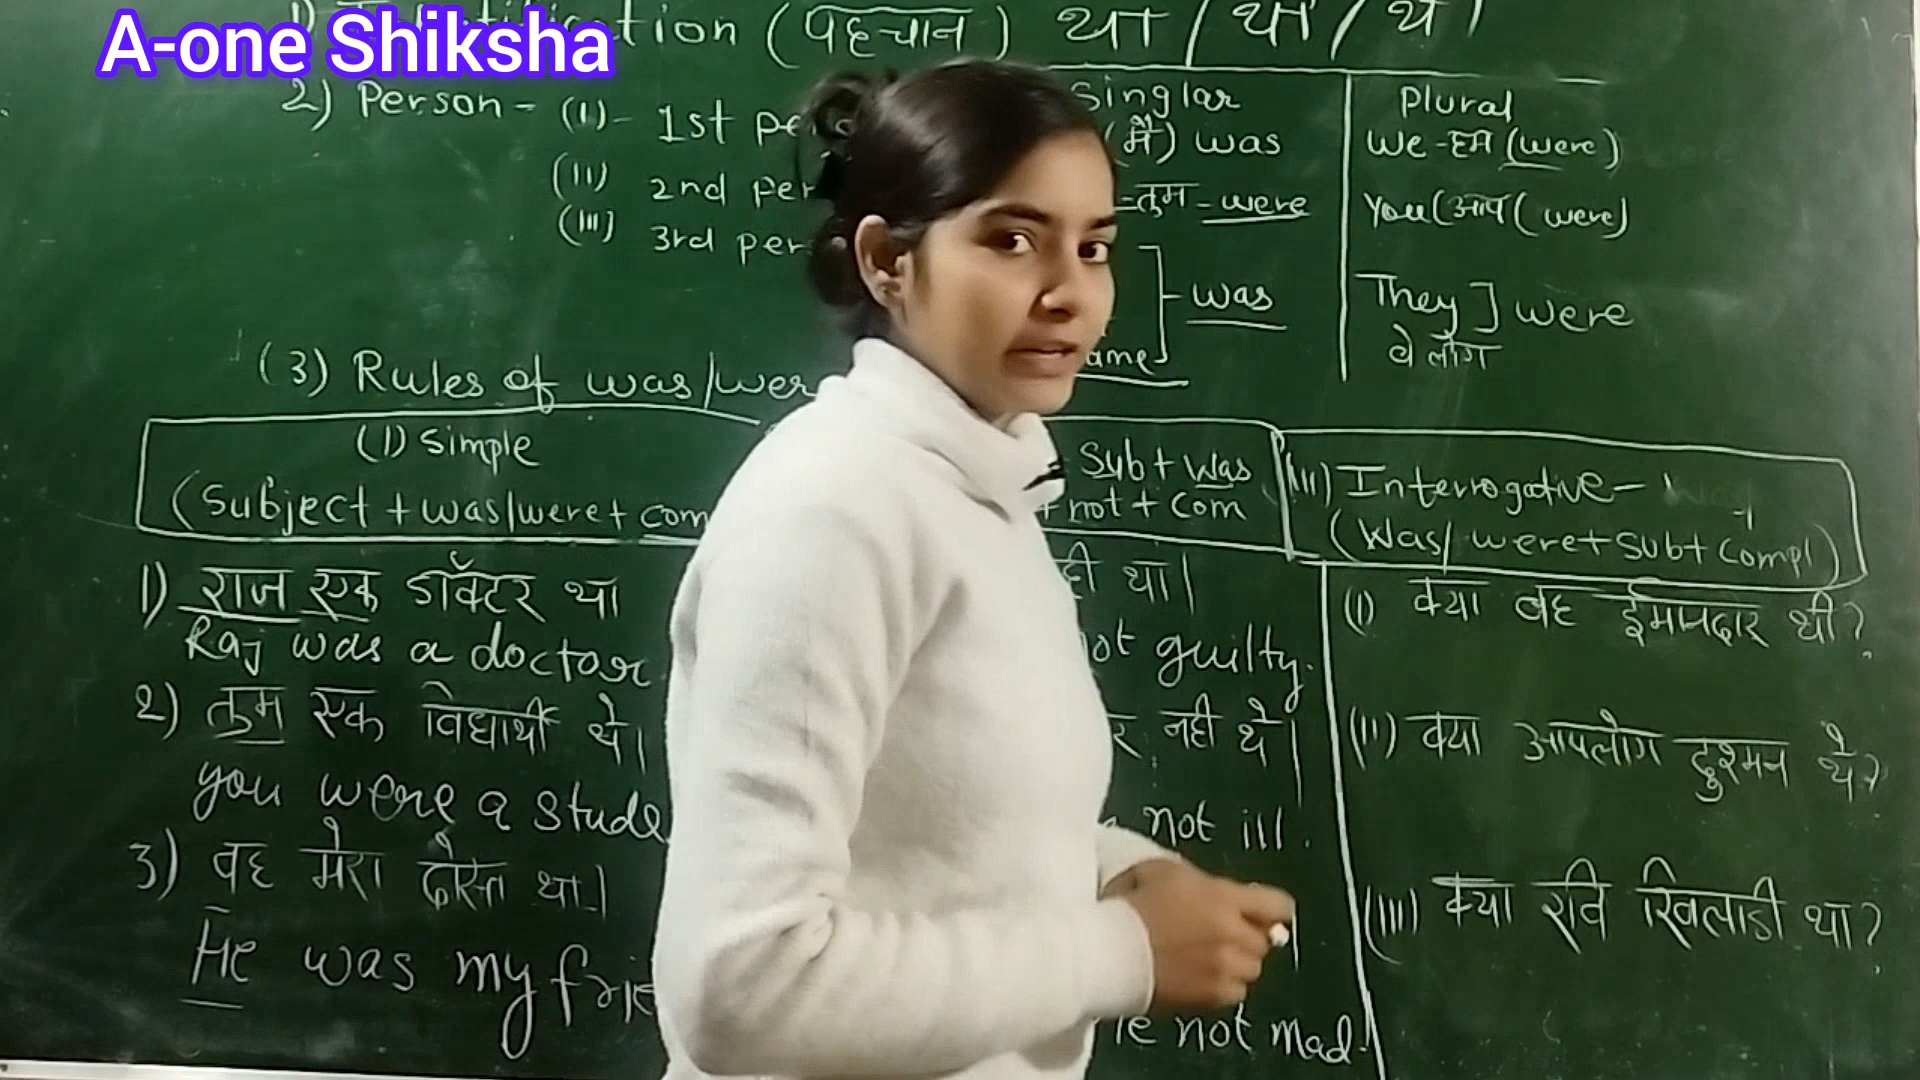 A-one Shiksha
tion (पहचान) था / थी / थे
2) Person - (I) - 1st pe
(II) 2nd per
(III) 3rd per
Singlar
(मैं) was
- तुम - were
] - was
ame
Plural
We - हम (were)
You (आप (were)
They ] were
वे लोग
(3) Rules of was/wer
(I) Simple
(Subject + was/were + com
Sub + was
+ not + Com
Interrogative -
(Was/ were + Sub + Compl)
1) राज एक डॉक्टर था
Raj was a doctor
2) तुम एक विद्यार्थी थे।
you were a stude
3) वह मेरा दोस्त था।
He was my frie
ही था।
ot guilty.
र नही थे।
not ill.
re not mad.
(I) क्या वह ईमानदार थी?
(II) क्या आपलोग दुश्मन थे?
(III) क्या रवि खिलाडी था?